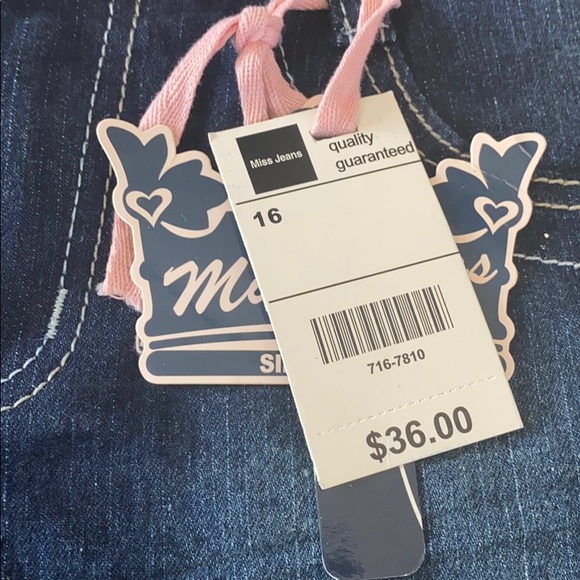 Miss Jeans
quality
guaranteed
16
716-7810
$36.00